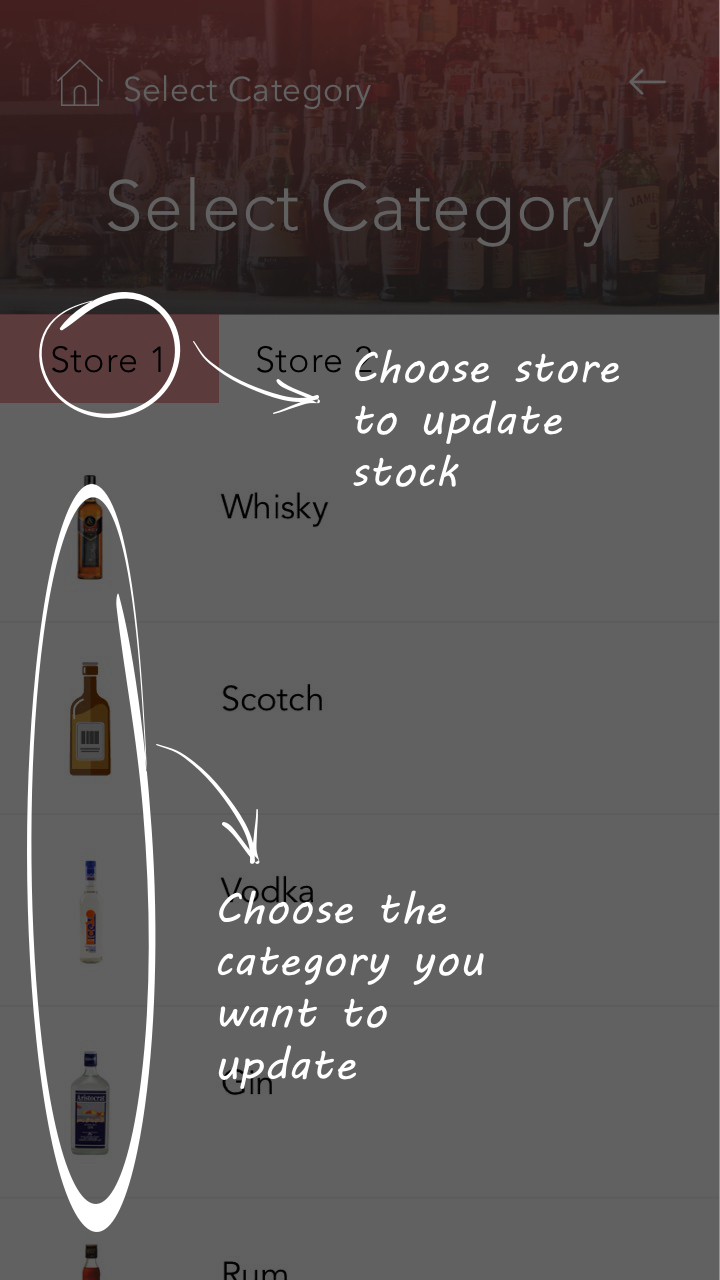 Select Category
Select Category
Store 1
Store 2
Choose store
to update
stock
Whisky
Scotch
Vodka
Choose the
category you
want to
update
Gin
Aristocrat
Rum